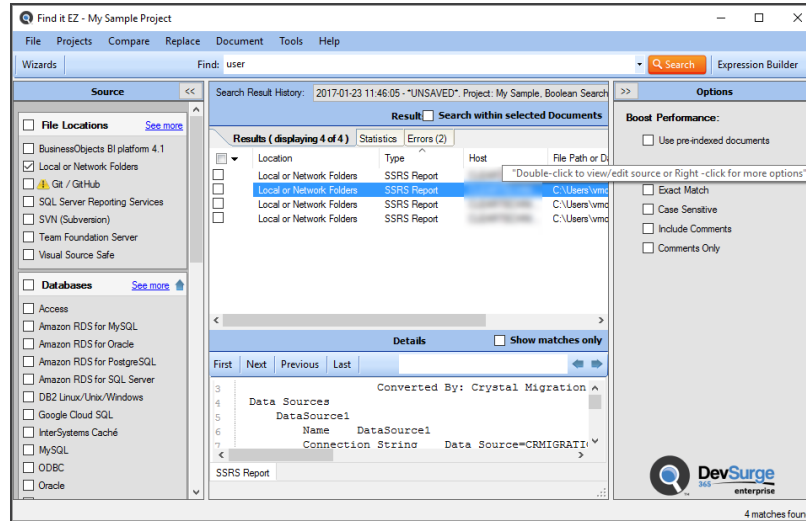 Find it EZ - My Sample Project
File Projects Compare Replace Document Tools Help
Wizards Find: user Search Expression Builder
Source <<
File Locations See more
BusinessObjects BI platform 4.1
Local or Network Folders
Git / GitHub
SQL Server Reporting Services
SVN (Subversion)
Team Foundation Server
Visual Source Safe
Databases See more
Access
Amazon RDS for MySQL
Amazon RDS for Oracle
Amazon RDS for PostgreSQL
Amazon RDS for SQL Server
DB2 Linux/Unix/Windows
Google Cloud SQL
InterSystems Caché
MySQL
ODBC
Oracle
Search Result History: 2017-01-23 11:46:05 - *UNSAVED*. Project: My Sample, Boolean Search
Result Search within selected Documents
Results ( displaying 4 of 4 ) Statistics Errors (2)
Location Type Host File Path or D
Local or Network Folders SSRS Report
Local or Network Folders SSRS Report C:\Users\vmc
Local or Network Folders SSRS Report C:\Users\vmc
"Double-click to view/edit source or Right -click for more options"
Details Show matches only
First Next Previous Last
3 Converted By: Crystal Migration
4 Data Sources
5 DataSource1
6 Name DataSource1
7 Connection String Data Source=CRMIGRATI
SSRS Report
>> Options
Boost Performance:
Use pre-indexed documents
Exact Match
Case Sensitive
Include Comments
Comments Only
DevSurge
365 enterprise
4 matches foun